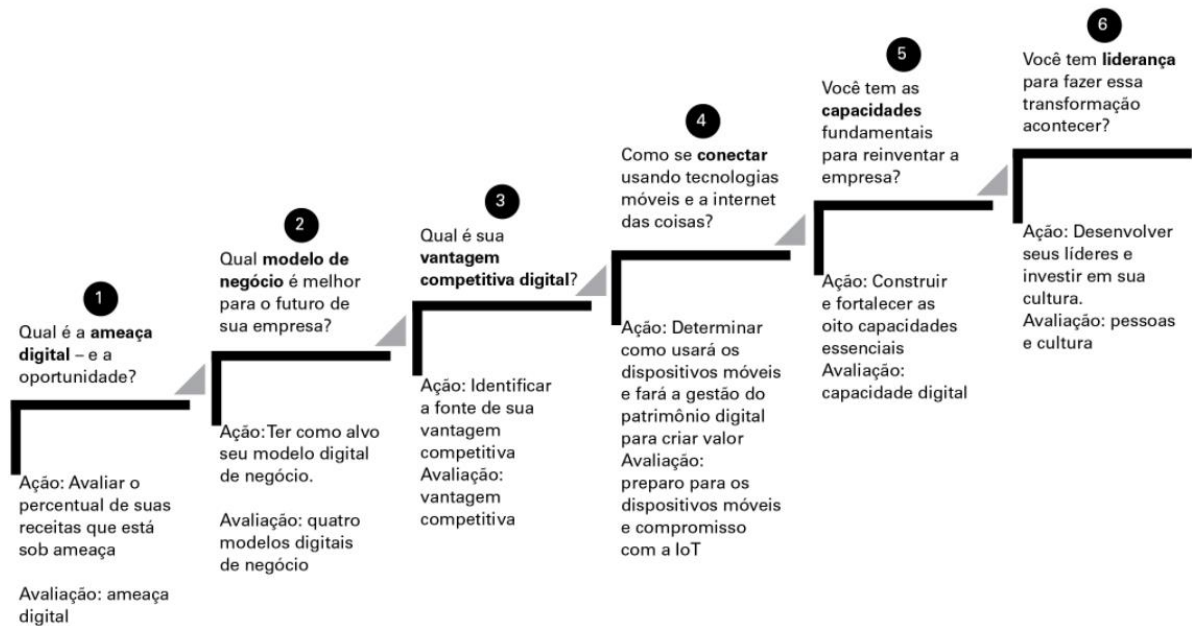 1
Qual é a ameaça
digital – e a
oportunidade?
Ação: Avaliar o
percentual de suas
receitas que está
sob ameaça
Avaliação: ameaça
digital
2
Qual modelo de
negócio é melhor
para o futuro de
sua empresa?
Ação:Ter como alvo
seu modelo digital
de negócio.
Avaliação: quatro
modelos digitais
de negócio
3
Qual é sua
vantagem
competitiva digital?
Ação: Identificar
a fonte de sua
vantagem
competitiva
Avaliação:
vantagem
competitiva
4
Como se conectar
usando tecnologias
móveis e a internet
das coisas?
Ação: Determinar
como usará os
dispositivos móveis
e fará a gestão do
patrimônio digital
para criar valor
Avaliação:
preparo para os
dispositivos móveis
e compromisso
com a IoT
5
Você tem as
capacidades
fundamentais
para reinventar a
empresa?
Ação: Construir
e fortalecer as
oito capacidades
essenciais
Avaliação:
capacidade digital
6
Você tem liderança
para fazer essa
transformação
acontecer?
Ação: Desenvolver
seus líderes e
investir em sua
cultura.
Avaliação: pessoas
e cultura